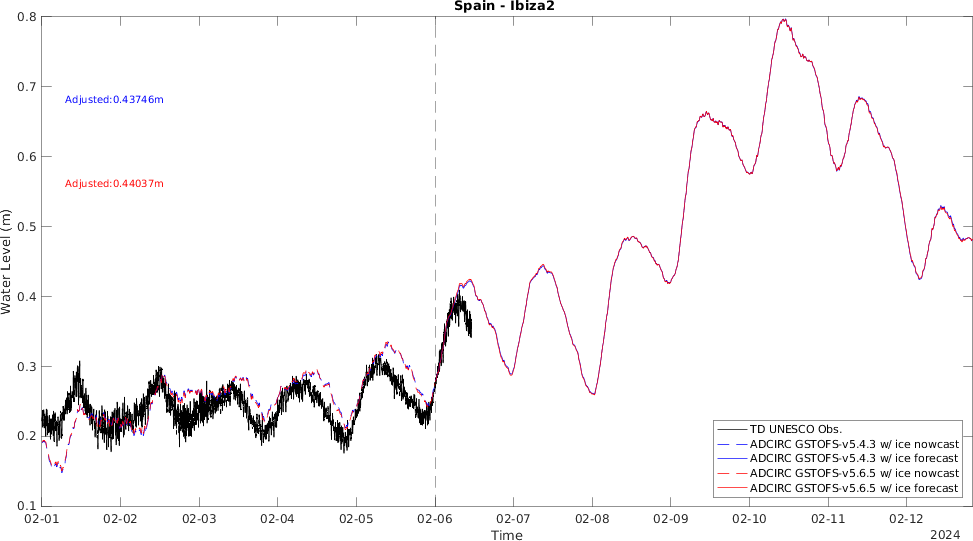 Spain - Ibiza2
0.8
0.7
0.6
0.5
0.4
0.3
0.2
0.1
Water Level (m)
Adjusted:0.43746m
Adjusted:0.44037m
TD UNESCO Obs.
ADCIRC GSTOFS-v5.4.3 w/ ice nowcast
ADCIRC GSTOFS-v5.4.3 w/ ice forecast
ADCIRC GSTOFS-v5.6.5 w/ ice nowcast
ADCIRC GSTOFS-v5.6.5 w/ ice forecast
02-01 02-02 02-03 02-04 02-05 02-06 02-07 02-08 02-09 02-10 02-11 02-12
Time
2024